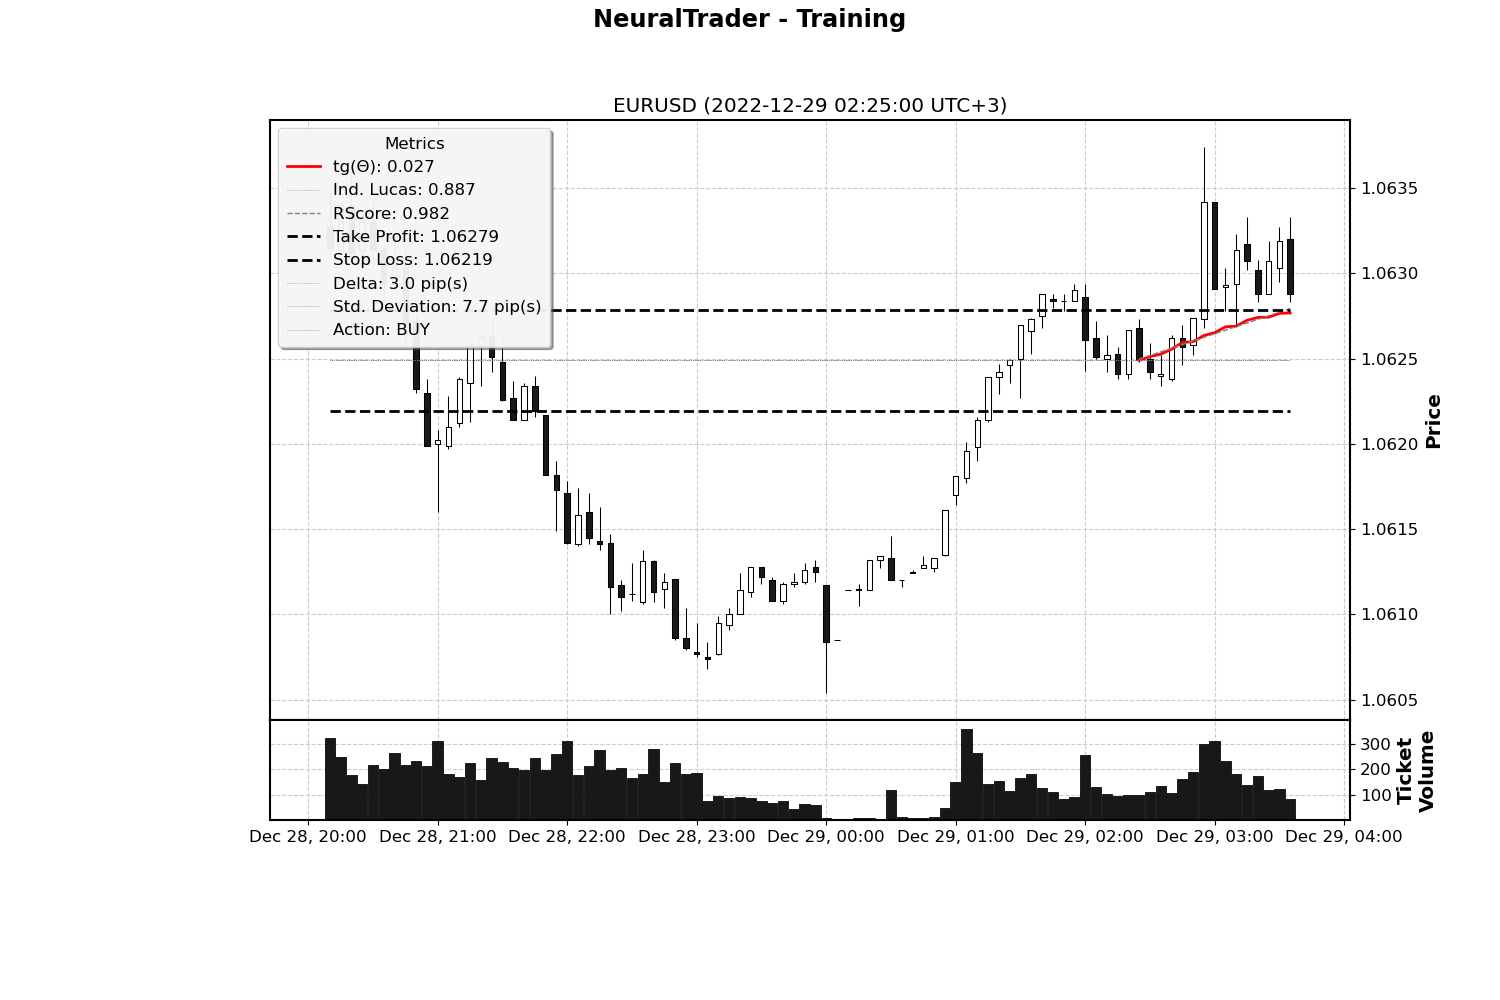 NeuralTrader - Training
EURUSD (2022-12-29 02:25:00 UTC+3)
Metrics
tg(Θ): 0.027
Ind. Lucas: 0.887
RScore: 0.982
Take Profit: 1.06279
Stop Loss: 1.06219
Delta: 3.0 pip(s)
Std. Deviation: 7.7 pip(s)
Action: BUY
1.0635
1.0630
1.0625
1.0620
1.0615
1.0610
1.0605
Price
300
200
100
Ticket
Volume
Dec 28, 20:00 Dec 28, 21:00 Dec 28, 22:00 Dec 28, 23:00 Dec 29, 00:00 Dec 29, 01:00 Dec 29, 02:00 Dec 29, 03:00 Dec 29, 04:00